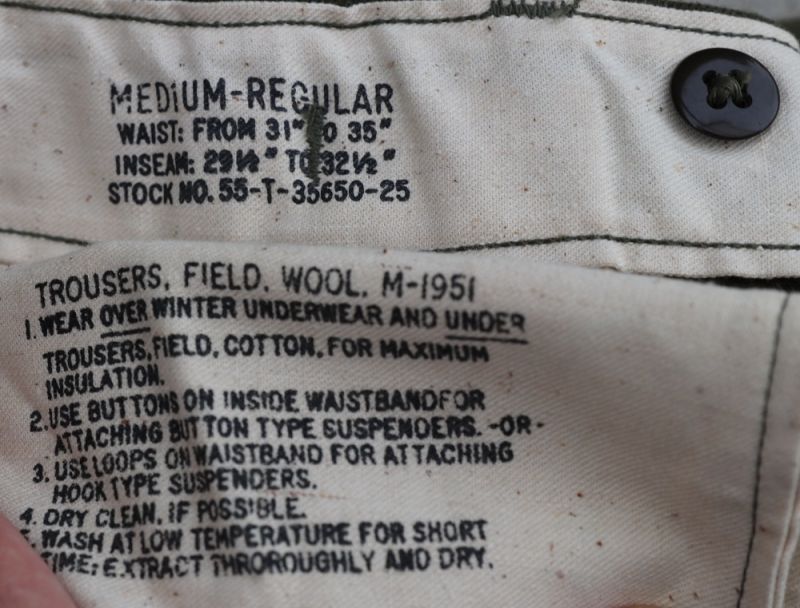 MEDIUM-REGULAR
WAIST: FROM 31" TO 35"
INSEAM: 29½" TO 32½"
STOCK NO. 55-T-35650-25
TROUSERS, FIELD, WOOL, M-1951
1. WEAR OVER WINTER UNDERWEAR AND UNDER
TROUSERS, FIELD, COTTON, FOR MAXIMUM
INSULATION.
2. USE BUTTONS ON INSIDE WAISTBAND FOR
ATTACHING BUTTON TYPE SUSPENDERS. -OR-
3. USE LOOPS ON WAISTBAND FOR ATTACHING
HOOK TYPE SUSPENDERS.
4. DRY CLEAN, IF POSSIBLE.
5. WASH AT LOW TEMPERATURE FOR SHORT
TIME; EXTRACT THROROUGHLY AND DRY.